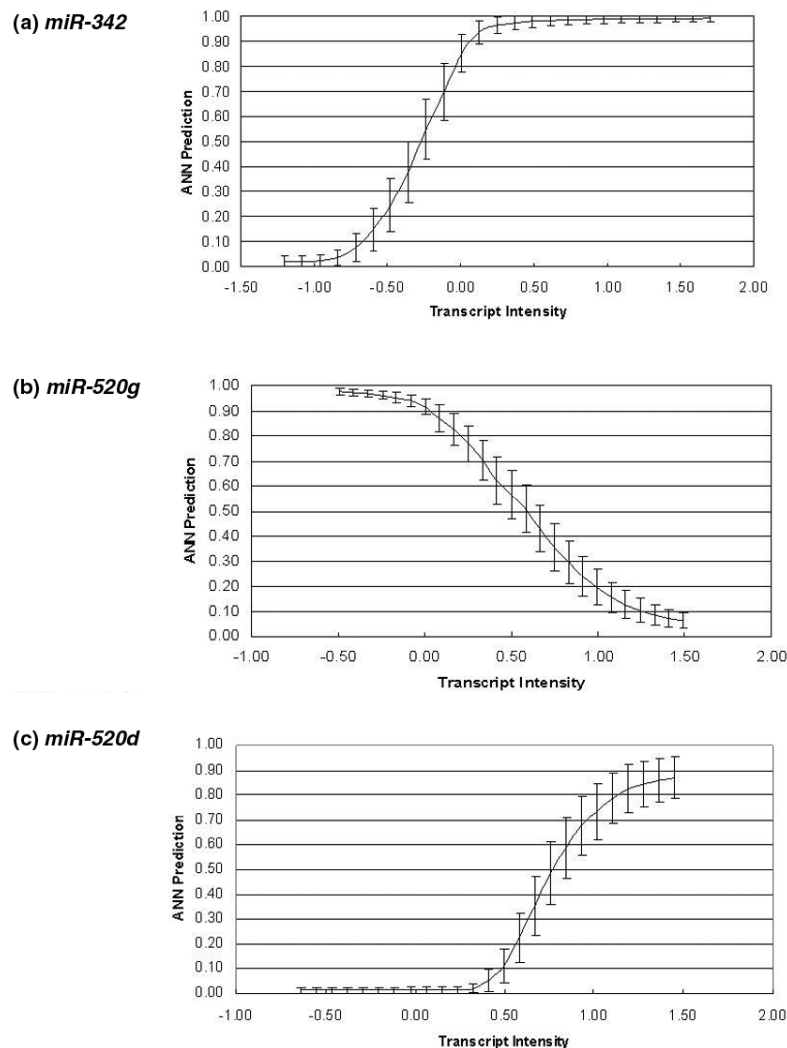 (a) miR-342
1.00
0.90
0.80
0.70
0.60
0.50
0.40
0.30
0.20
0.10
0.00
ANN Prediction
-1.50 -1.00 -0.50 0.00 0.50 1.00 1.50 2.00
Transcript Intensity
(b) miR-520g
1.00
0.90
0.80
0.70
0.60
0.50
0.40
0.30
0.20
0.10
0.00
ANN Prediction
-1.00 -0.50 0.00 0.50 1.00 1.50 2.00
Transcript Intensity
(c) miR-520d
1.00
0.90
0.80
0.70
0.60
0.50
0.40
0.30
0.20
0.10
0.00
ANN Prediction
-1.00 -0.50 0.00 0.50 1.00 1.50 2.00
Transcript Intensity